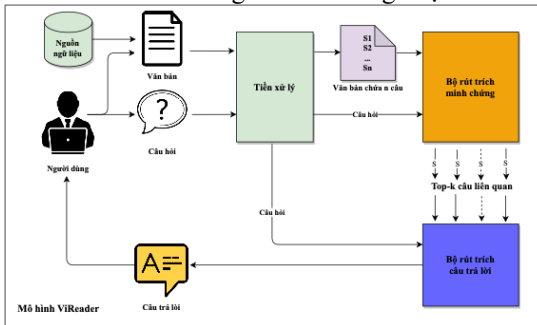 Nguồn
ngữ liệu
Văn bản
Người dùng
?
Câu hỏi
Tiền xử lý
S1
S2
...
Sn
Văn bản chứa n câu
Câu hỏi
Bộ rút trích
minh chứng
S
S
S
S
Top-k câu liên quan
Câu hỏi
Bộ rút trích
câu trả lời
A
Câu trả lời
Mô hình ViReader